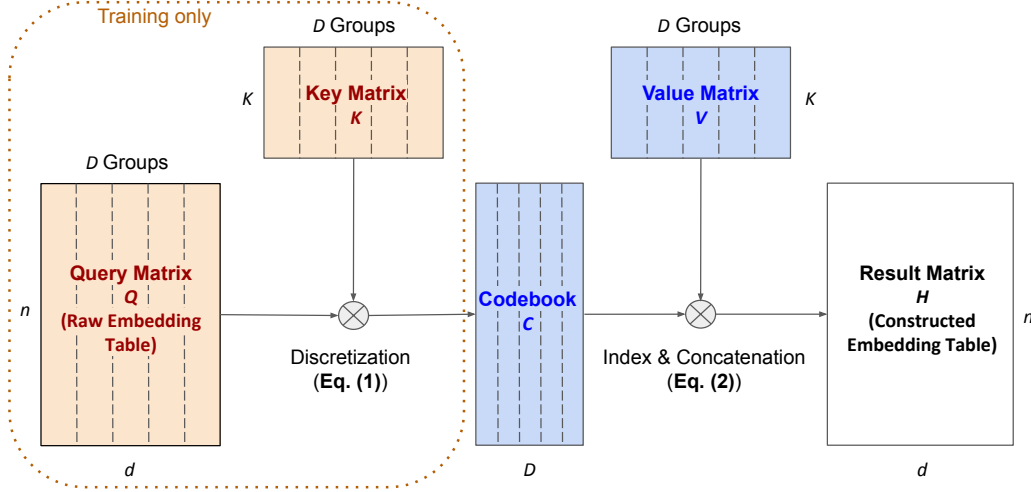 Training only
D Groups
D Groups
K
Key Matrix
K
Value Matrix
V
K
D Groups
n
Query Matrix
Q
(Raw Embedding
Table)
d
Discretization
(Eq. (1))
Codebook
C
D
Index & Concatenation
(Eq. (2))
Result Matrix
H
(Constructed
Embedding Table)
n
d